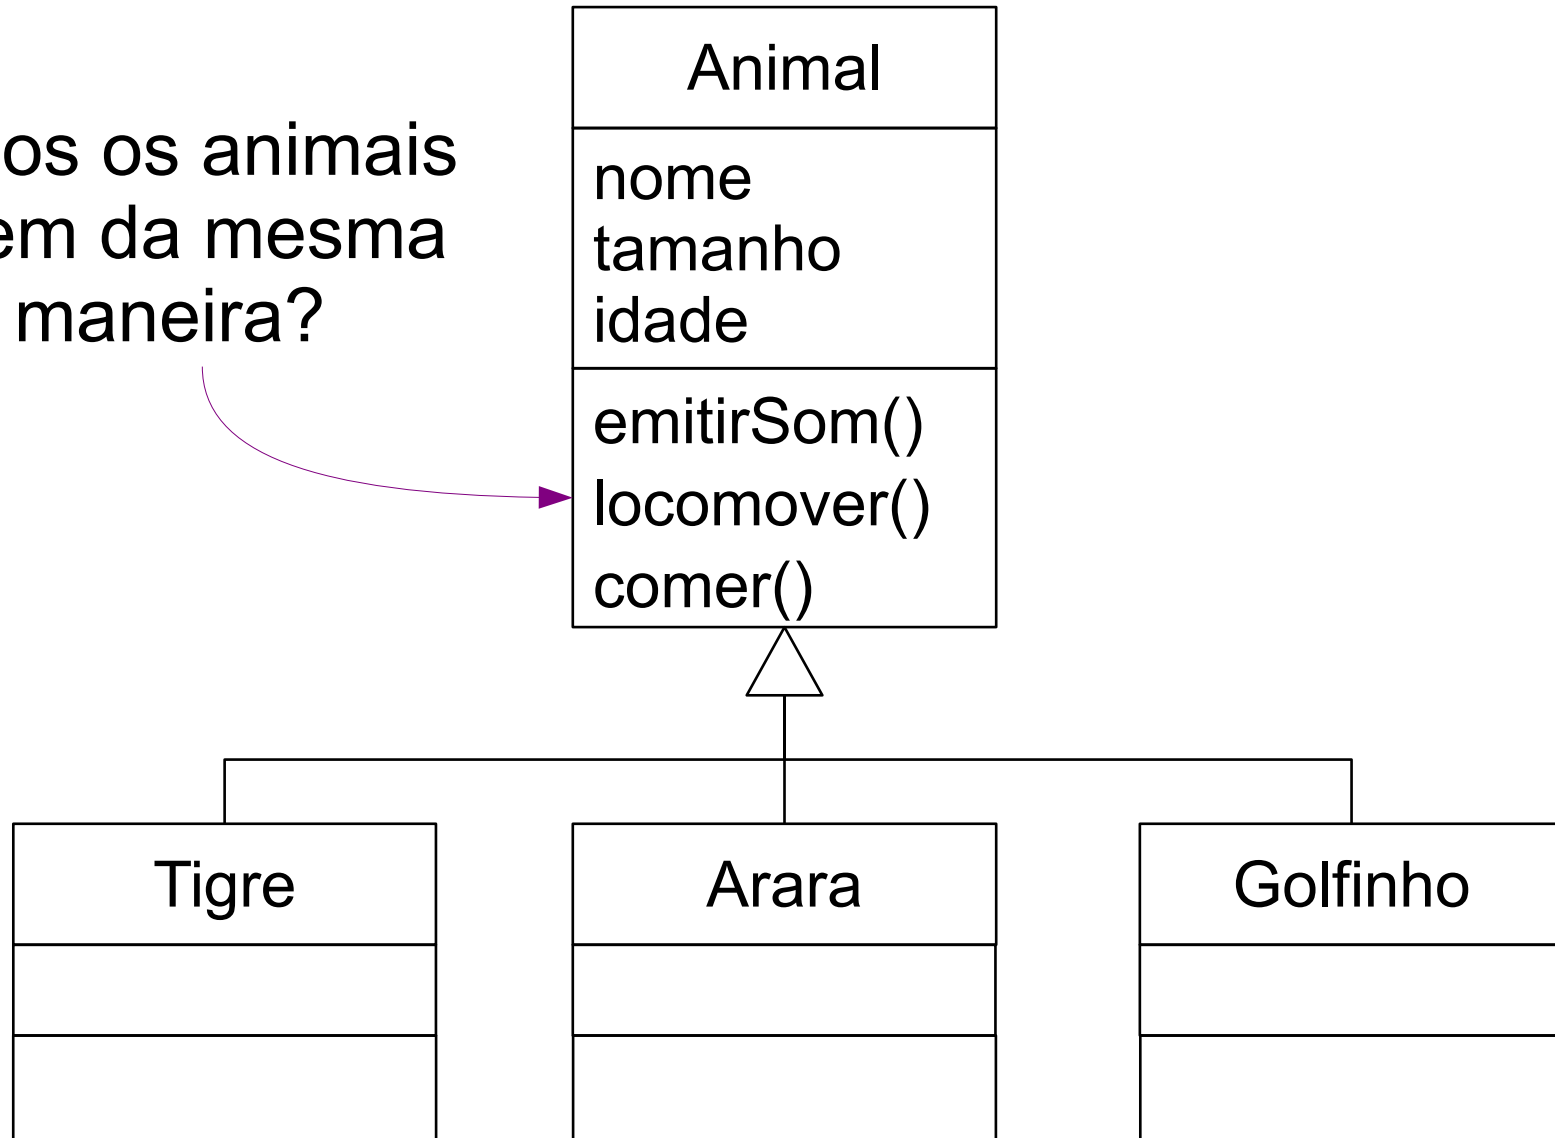 Animal
os os animais
em da mesma
maneira?
nome
tamanho
idade
emitirSom()
locomover()
comer()
Tigre
Arara
Golfinho